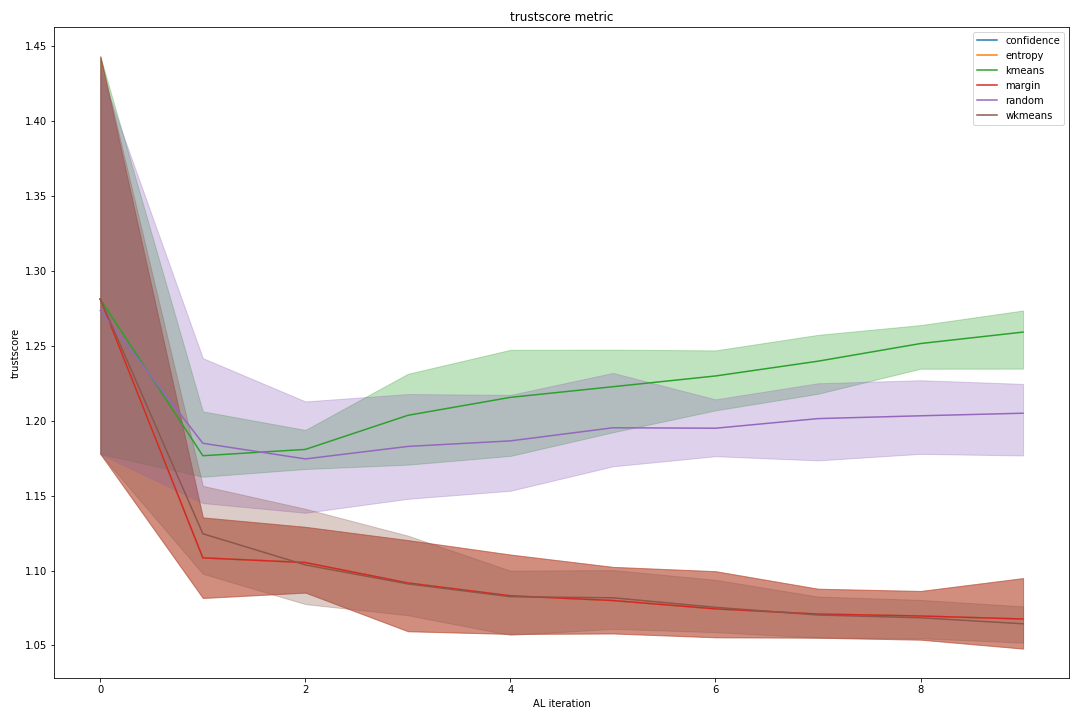 trustscore metric
1.45
1.40
1.35
1.30
1.25
1.20
1.15
1.10
1.05
trustscore
confidence
entropy
kmeans
margin
random
wkmeans
0
2
4
6
8
AL iteration